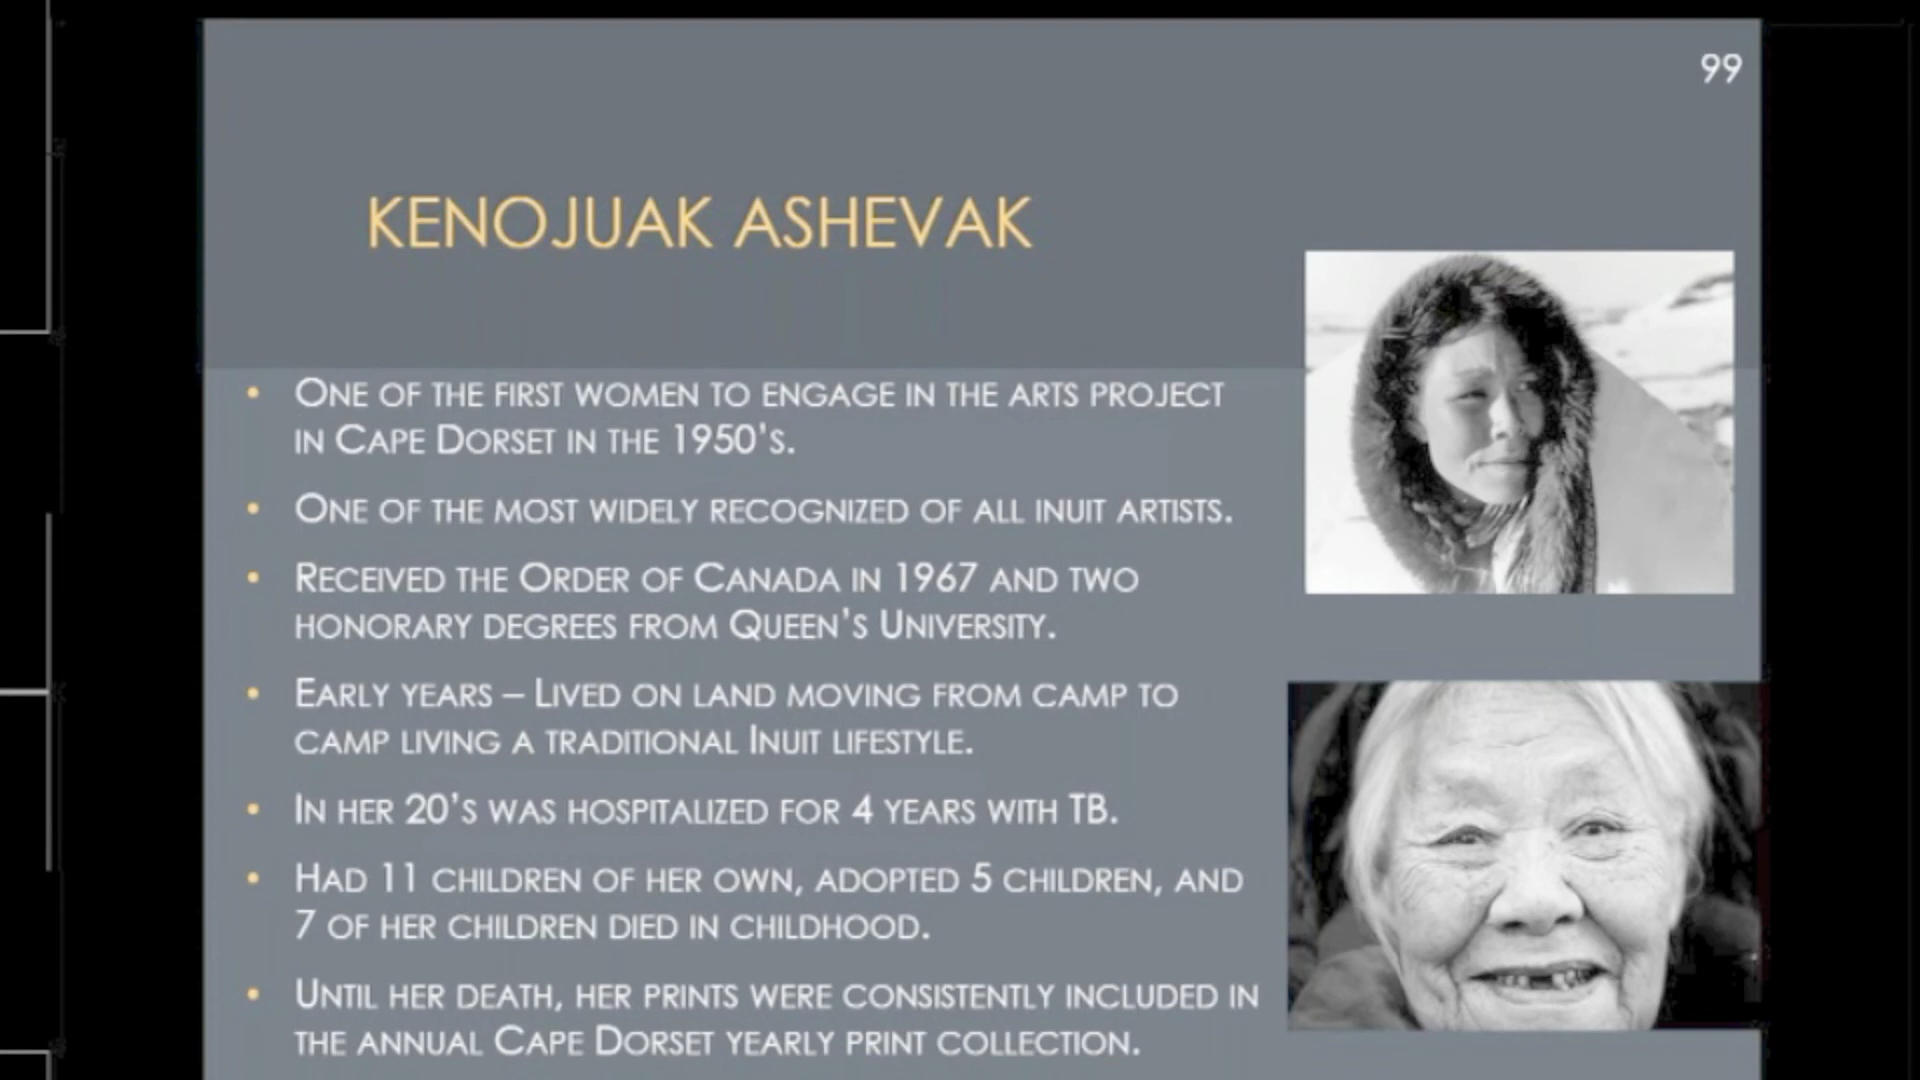 99
KENOJUAK ASHEVAK
• ONE OF THE FIRST WOMEN TO ENGAGE IN THE ARTS PROJECT
IN CAPE DORSET IN THE 1950'S.
• ONE OF THE MOST WIDELY RECOGNIZED OF ALL INUIT ARTISTS.
• RECEIVED THE ORDER OF CANADA IN 1967 AND TWO
HONORARY DEGREES FROM QUEEN'S UNIVERSITY.
• EARLY YEARS – LIVED ON LAND MOVING FROM CAMP TO
CAMP LIVING A TRADITIONAL INUIT LIFESTYLE.
• IN HER 20'S WAS HOSPITALIZED FOR 4 YEARS WITH TB.
• HAD 11 CHILDREN OF HER OWN, ADOPTED 5 CHILDREN, AND
7 OF HER CHILDREN DIED IN CHILDHOOD.
• UNTIL HER DEATH, HER PRINTS WERE CONSISTENTLY INCLUDED IN
THE ANNUAL CAPE DORSET YEARLY PRINT COLLECTION.